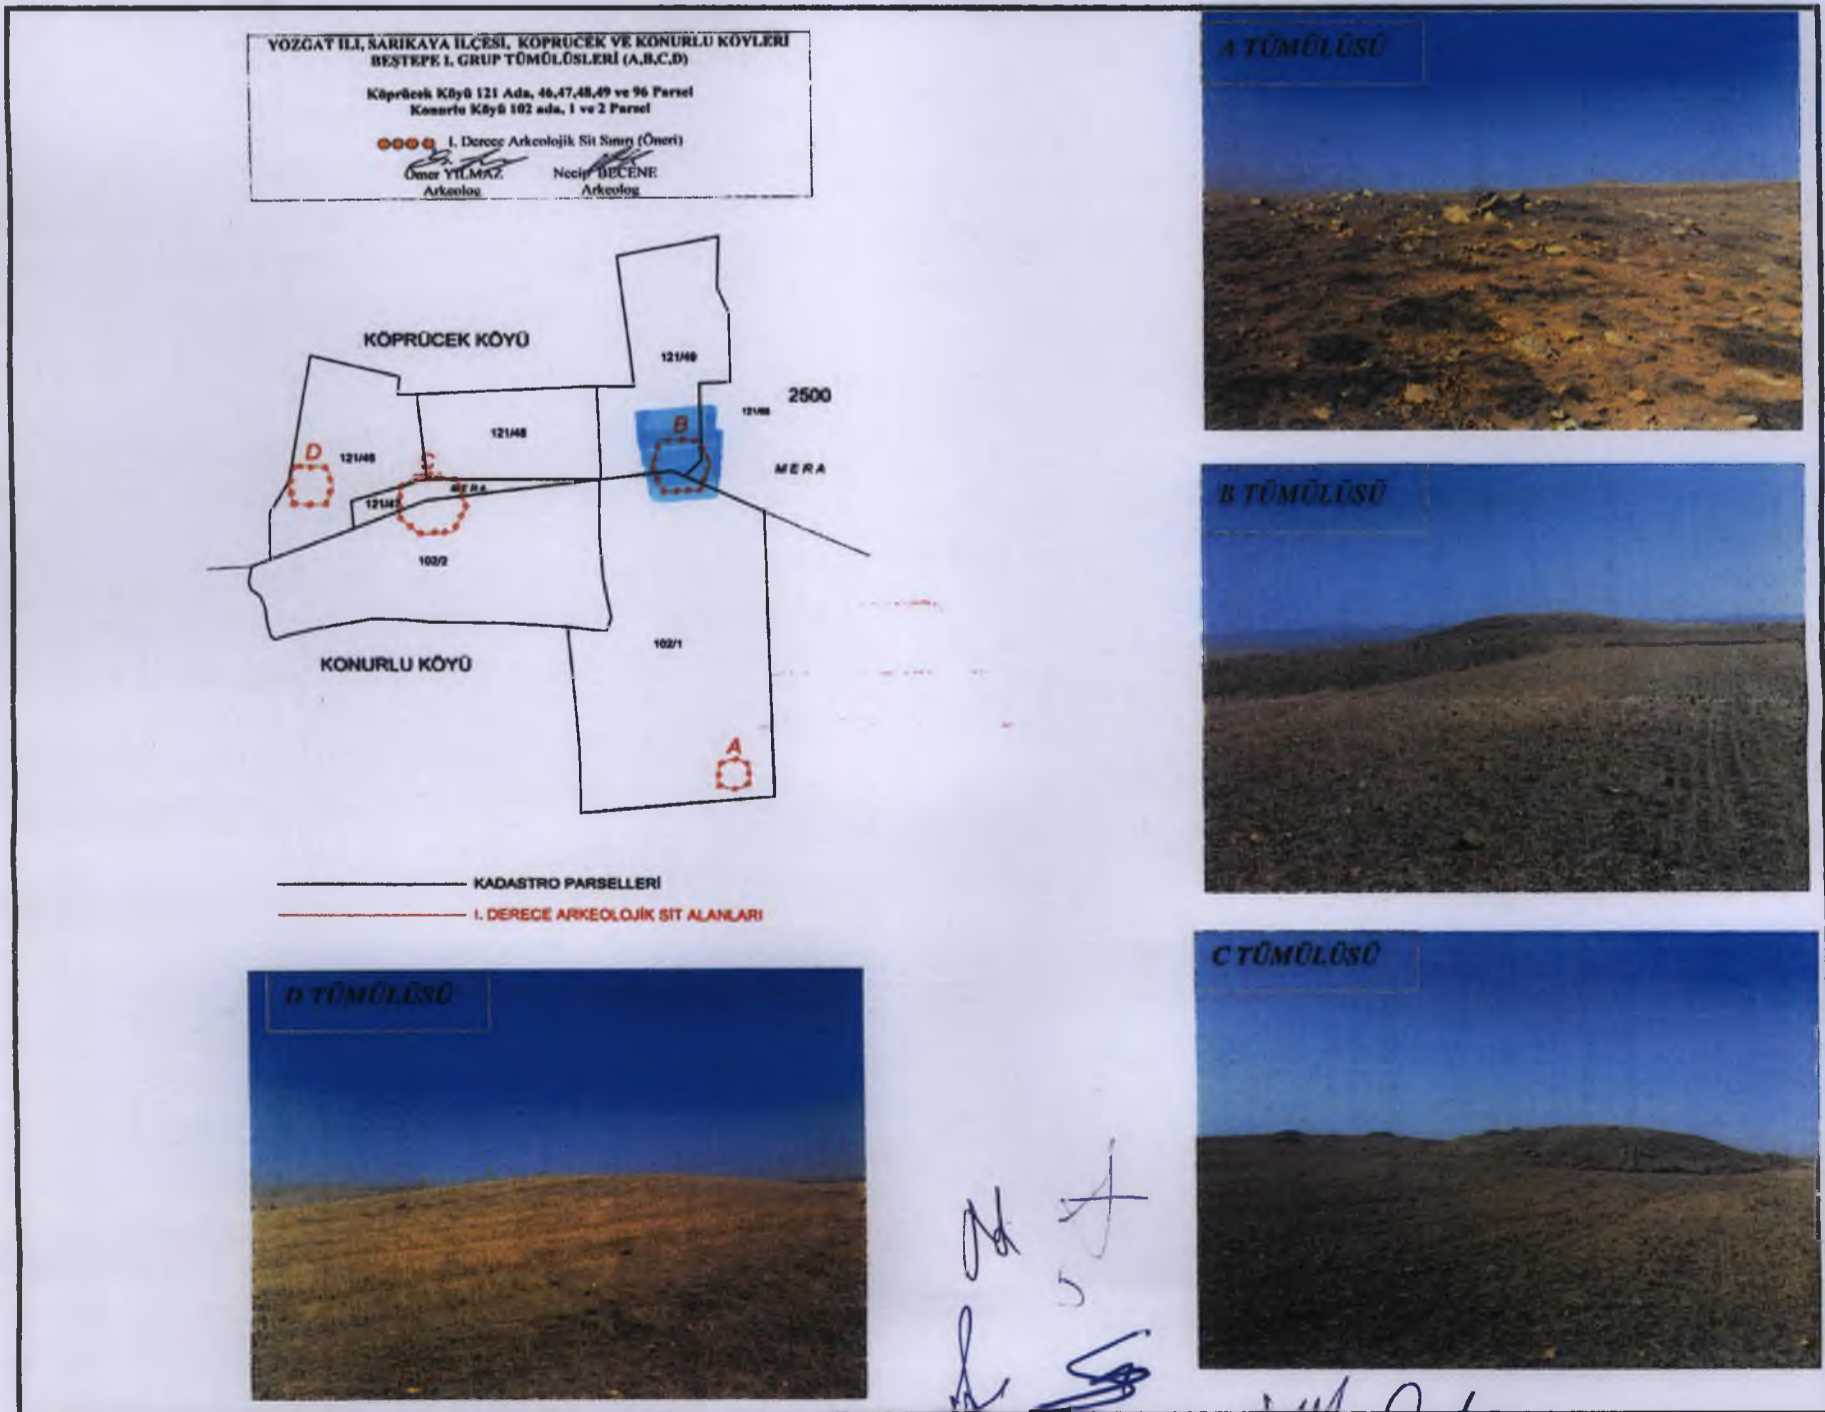 YOZGAT İLİ, SARIKAYA İLÇESİ, KÖPRÜCEK VE KONURLU KÖYLERİ
BEŞTEPE I. GRUP TÜMÜLÜSLERİ (A,B,C,D)
Köprücek Köyü 121 Ada, 46,47,48,49 ve 96 Parsel
Konurlu Köyü 102 ada, 1 ve 2 Parsel
I. Derece Arkeolojik Sit Sınırı (Öneri)
Ömer YILMAZ Necip BECENE
Arkeolog Arkeolog
KÖPRÜCEK KÖYÜ
121/49
2500
121/48
B
D
121/46
C
MERA
MERA
121/47
102/2
102/1
KONURLU KÖYÜ
A
KADASTRO PARSELLERİ
I. DERECE ARKEOLOJİK SİT ALANLARI
A TÜMÜLÜSÜ
B TÜMÜLÜSÜ
C TÜMÜLÜSÜ
D TÜMÜLÜSÜ